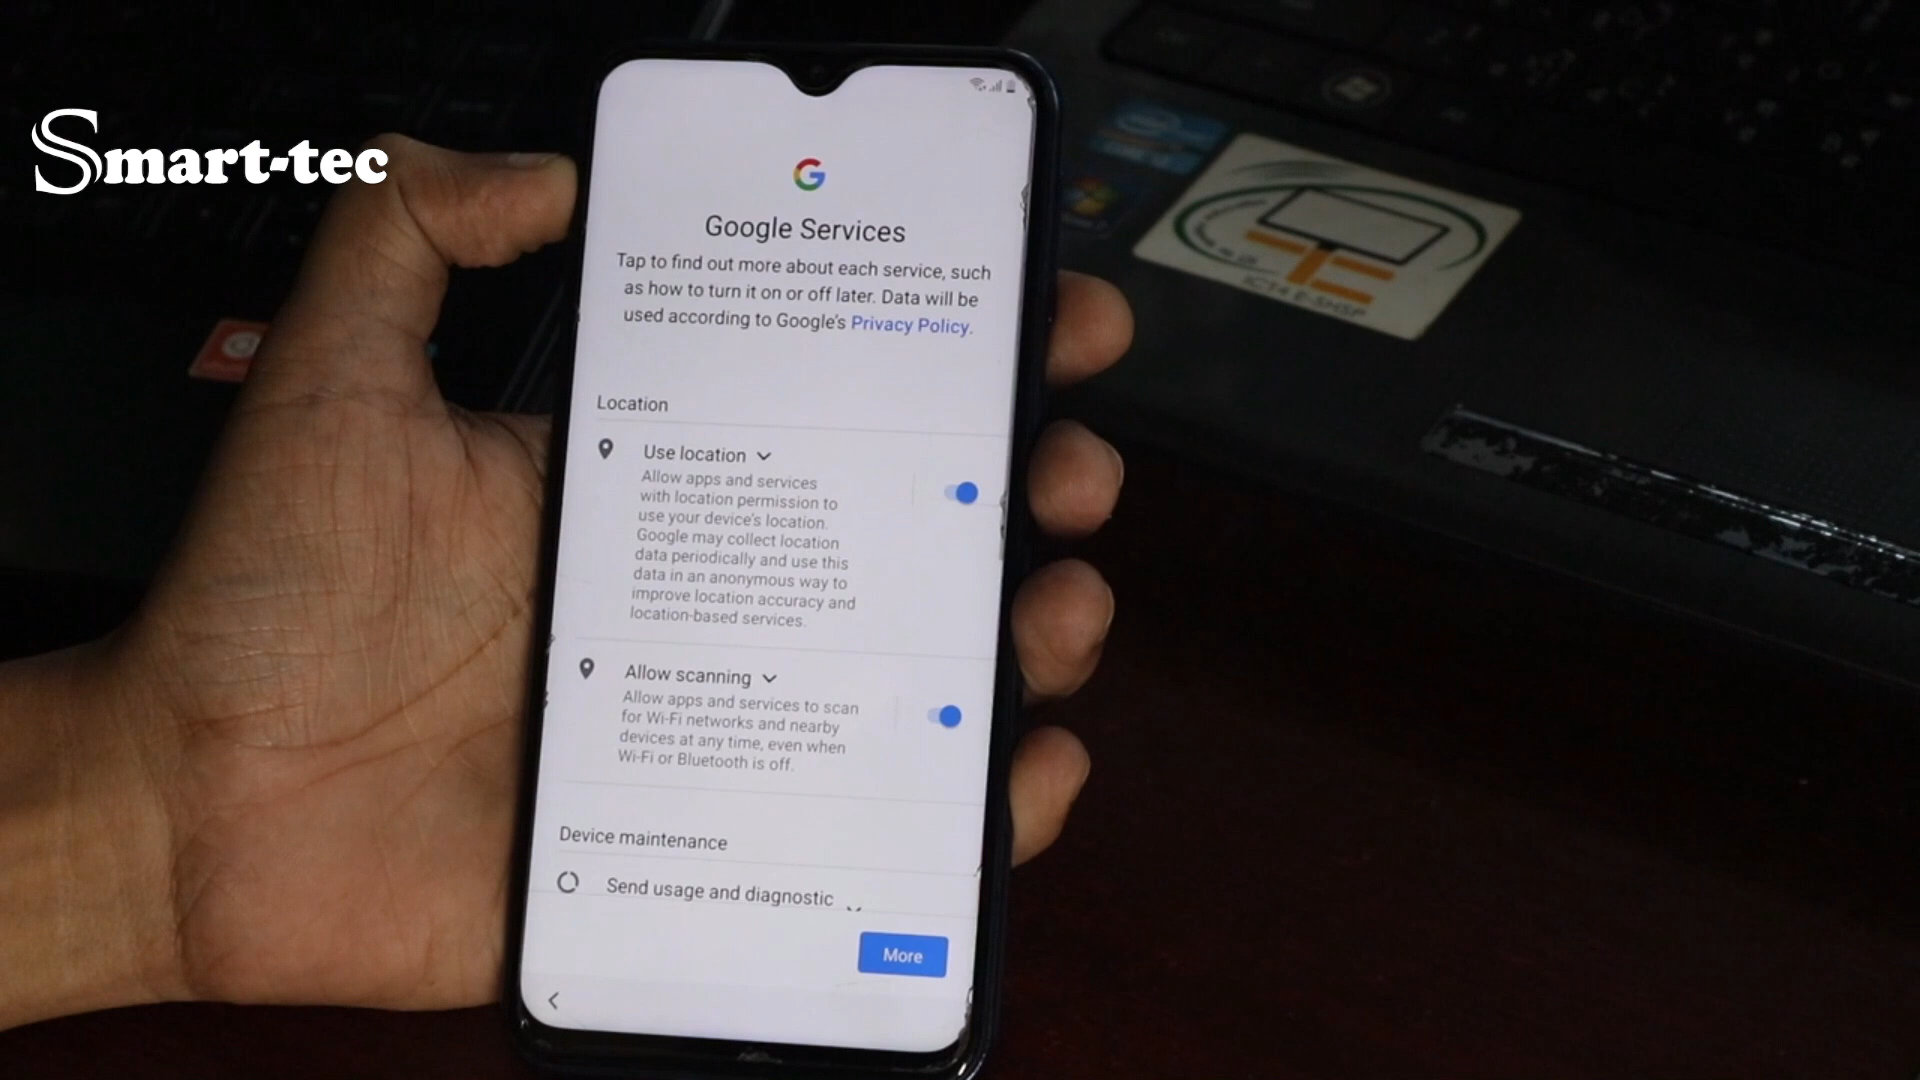 Smart-tec
Google Services
Tap to find out more about each service, such
as how to turn it on or off later. Data will be
used according to Google's Privacy Policy.
Location
Use location
Allow apps and services
with location permission to
use your device's location.
Google may collect location
data periodically and use this
data in an anonymous way to
improve location accuracy and
location-based services.
Allow scanning
Allow apps and services to scan
for Wi-Fi networks and nearby
devices at any time, even when
Wi-Fi or Bluetooth is off.
Device maintenance
Send usage and diagnostic
More
intel
ICT4 E-SHOP